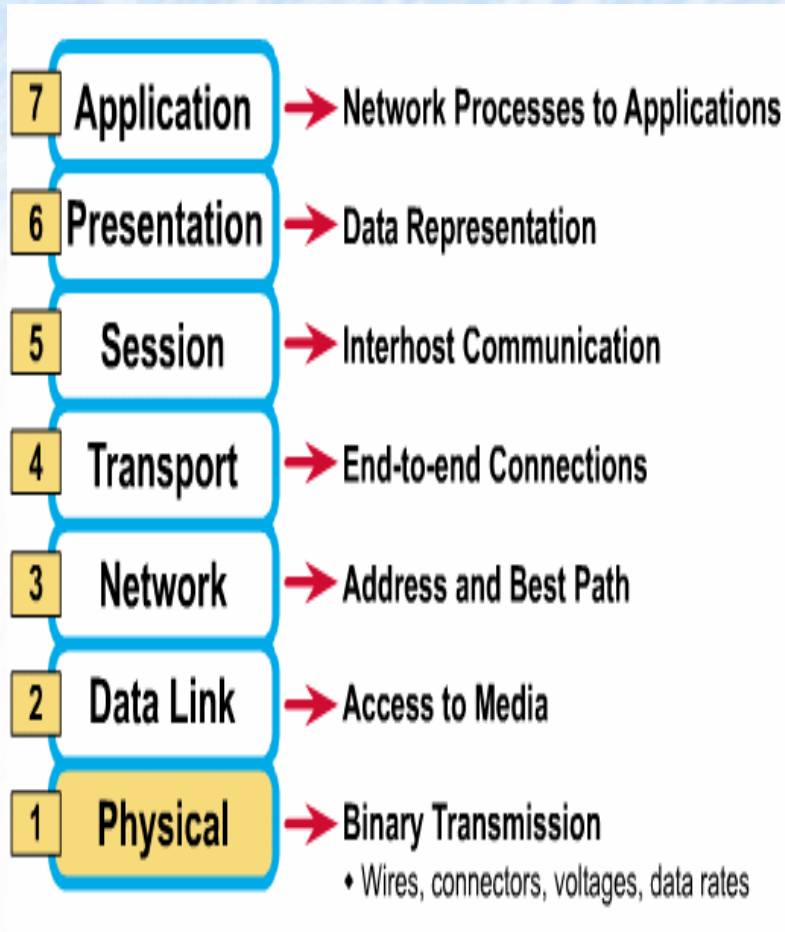 7 Application Network Processes to Applications
6 Presentation Data Representation
5 Session Interhost Communication
4 Transport End-to-end Connections
3 Network Address and Best Path
2 Data Link Access to Media
1 Physical Binary Transmission
♦ Wires, connectors, voltages, data rates